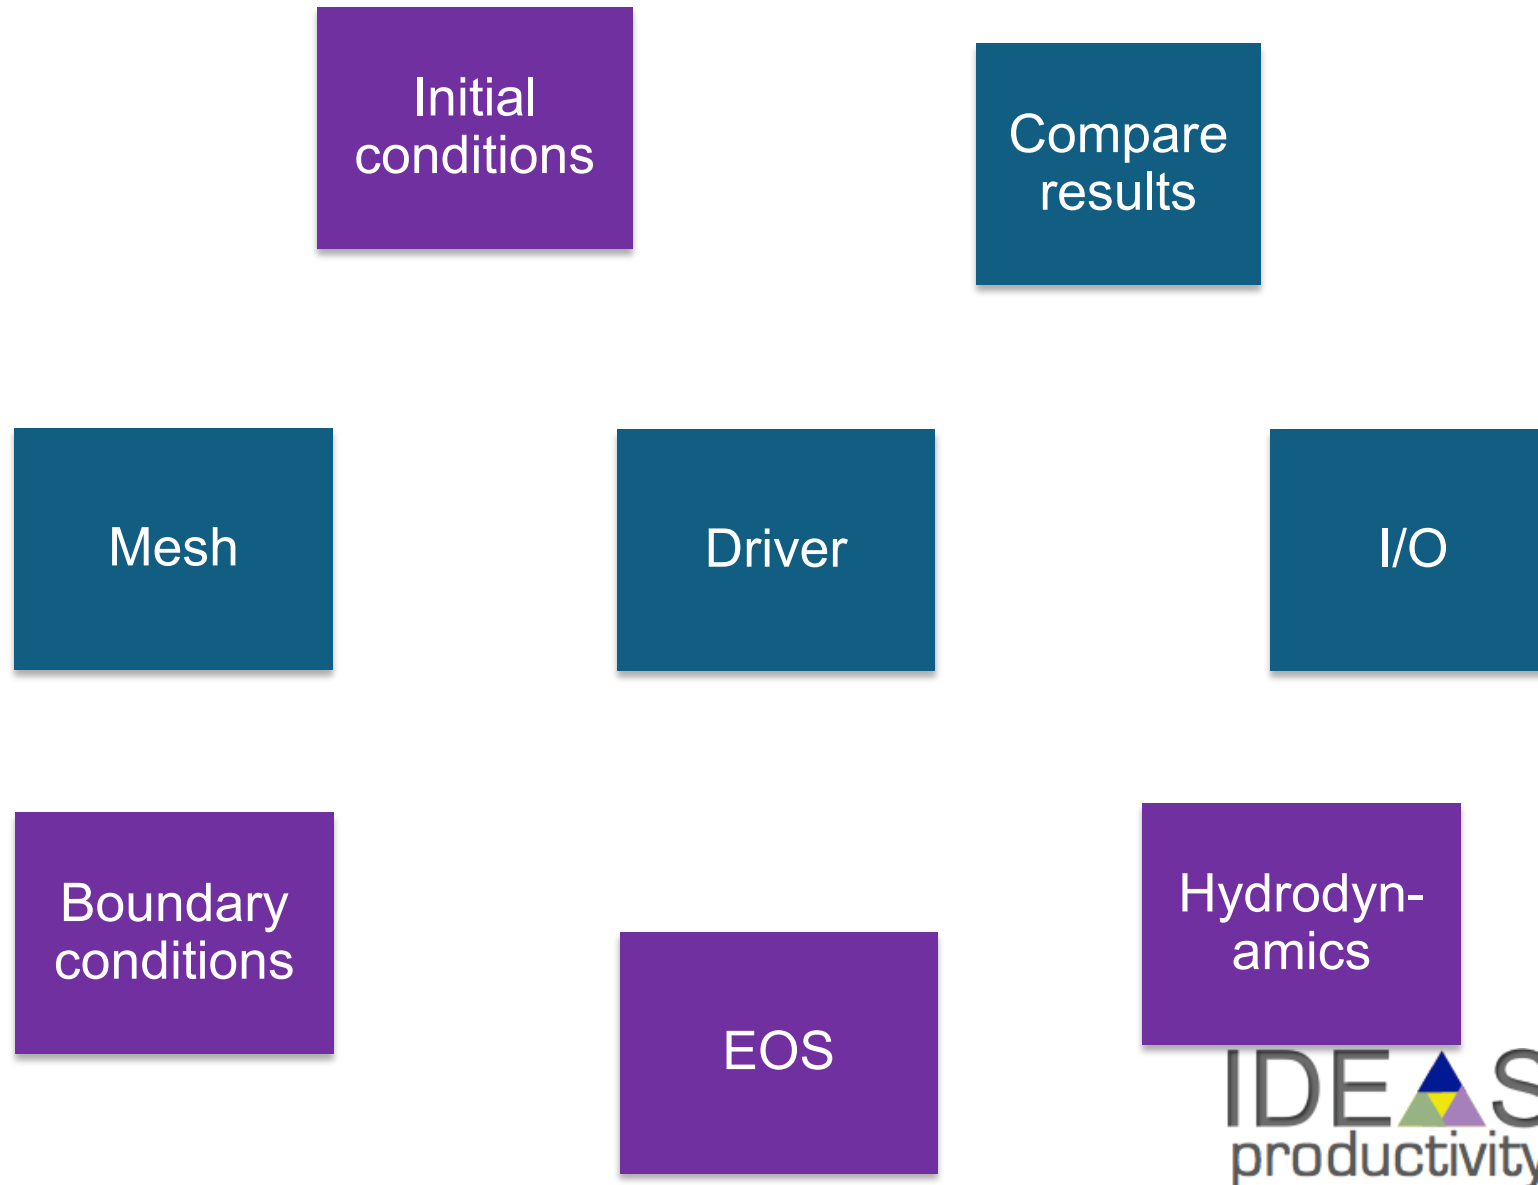 Initial
conditions
Compare
results
Mesh
Driver
I/O
Boundary
conditions
EOS
Hydrodyn-
amics
IDEAS
productivity